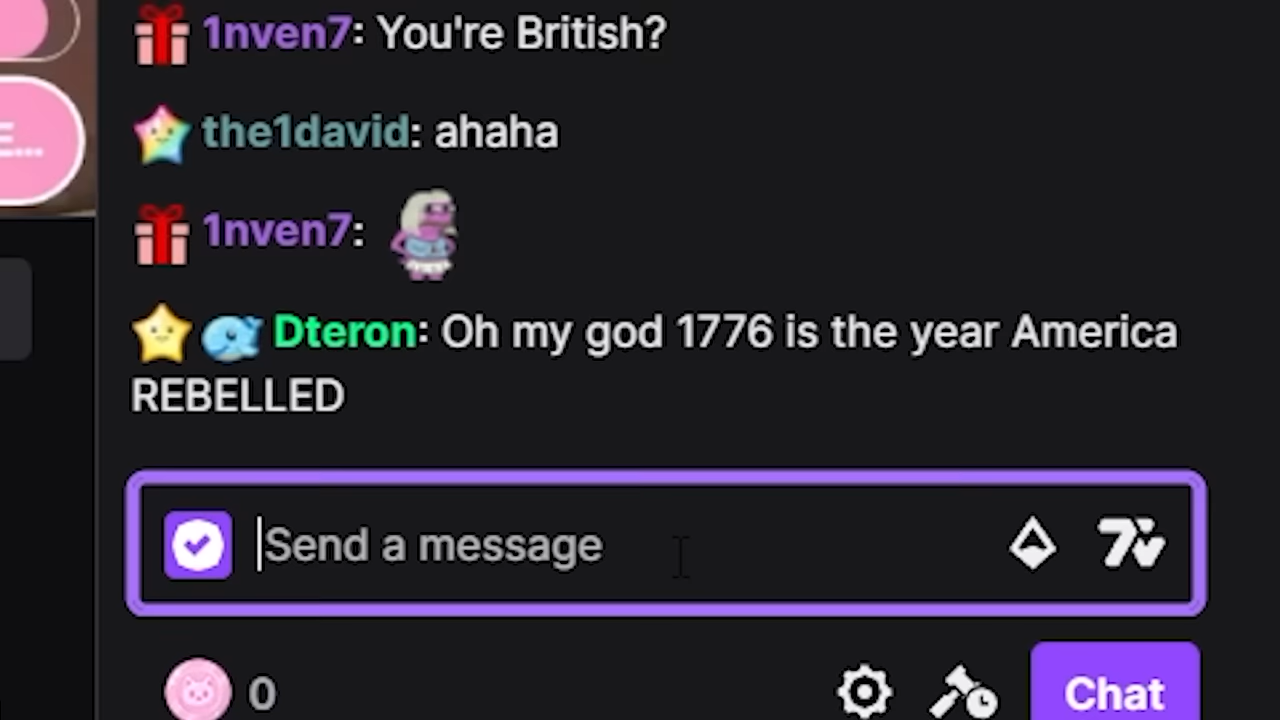 1nven7: You're British?
E...
the1david: ahaha
1nven7:
Dteron: Oh my god 1776 is the year America
REBELLED
Send a message
0
Chat